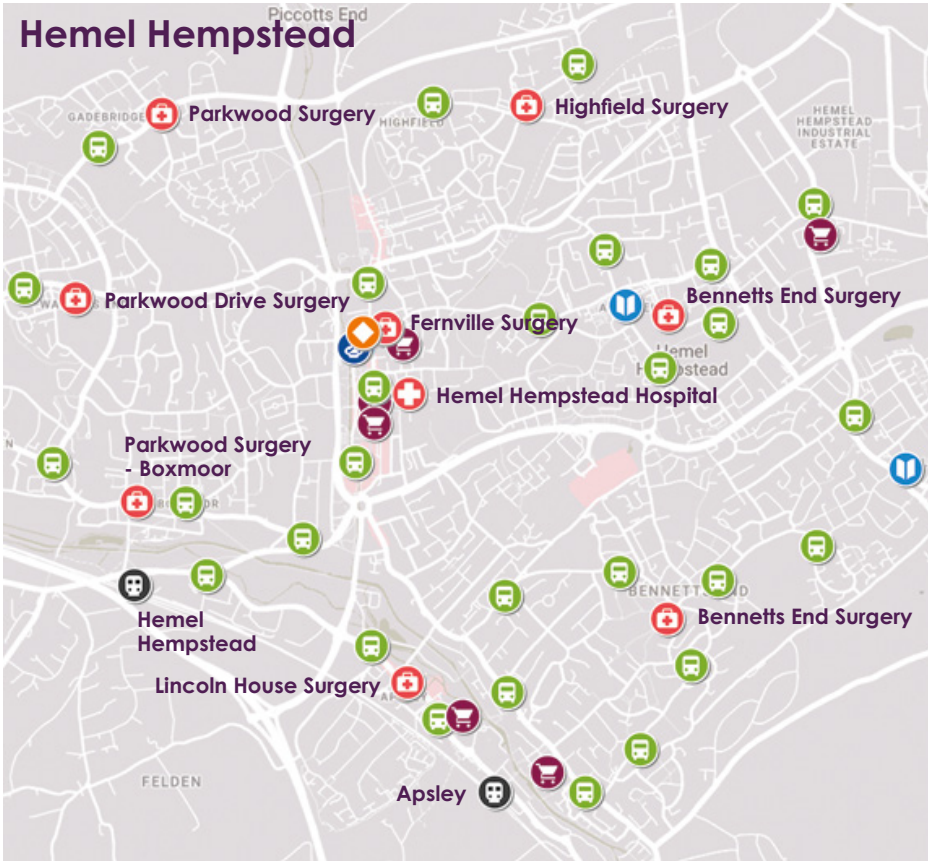 Piccotts End
Hemel Hempstead
Parkwood Surgery
Highfield Surgery
GADEBRIDGE
HIGHFIELD
HEMEL
HEMPSTEAD
INDUSTRIAL
ESTATE
Parkwood Drive Surgery
Bennetts End Surgery
Fernville Surgery
Hemel
Hempstead
Hemel Hempstead Hospital
Parkwood Surgery
- Boxmoor
BENNETTS END
Bennetts End Surgery
Hemel
Hempstead
Lincoln House Surgery
FELDEN
Apsley